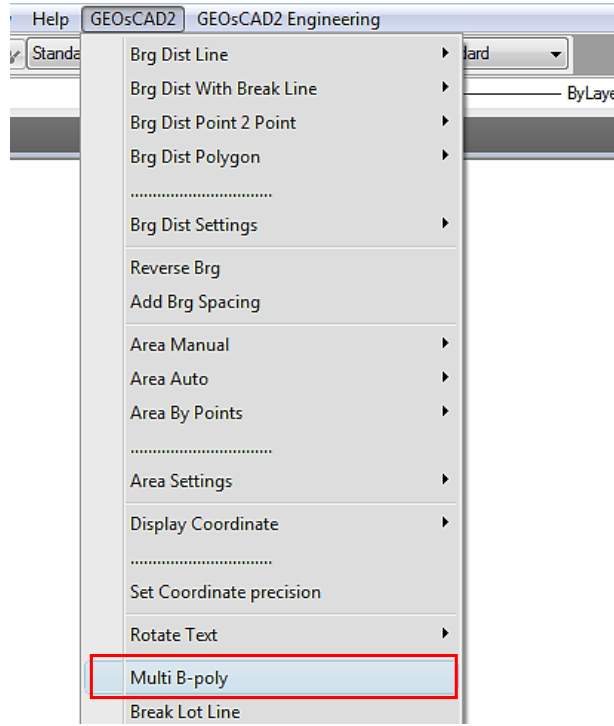 Help GEOsCAD2 GEOsCAD2 Engineering
Brg Dist Line
Brg Dist With Break Line
ByLaye
Brg Dist Point 2 Point
Brg Dist Polygon
................................
Brg Dist Settings
Reverse Brg
Add Brg Spacing
Area Manual
Area Auto
Area By Points
................................
Area Settings
Display Coordinate
................................
Set Coordinate precision
Rotate Text
Multi B-poly
Break Lot Line